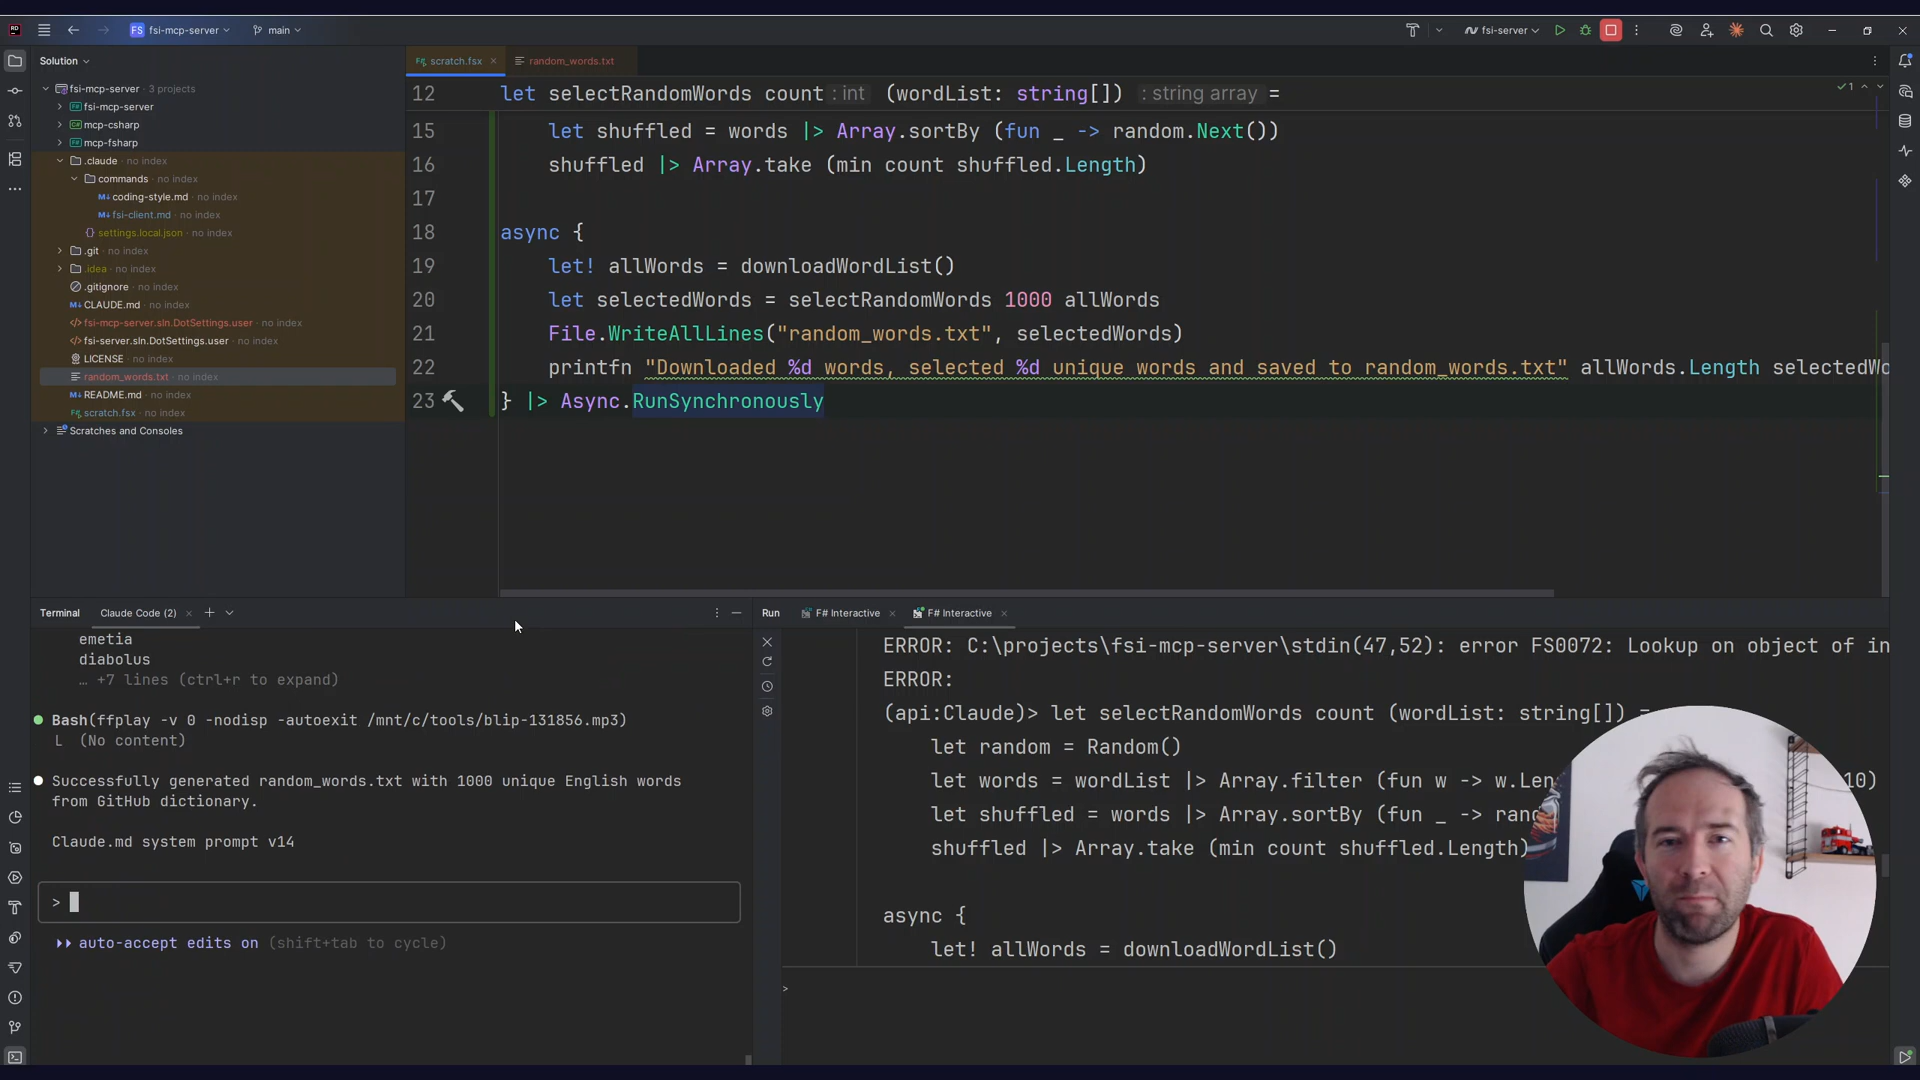 FS fsi-mcp-server main fsi-server
Solution
fsi-mcp-server 3 projects
fsi-mcp-server
mcp-csharp
mcp-fsharp
.claude no index
commands no index
coding-style.md no index
fsi-client.md no index
settings.local.json no index
.git no index
.idea no index
.gitignore no index
CLAUDE.md no index
fsi-mcp-server.sln.DotSettings.user no index
fsi-server.sln.DotSettings.user no index
LICENSE no index
random_words.txt no index
README.md no index
scratch.fsx no index
Scratches and Consoles
scratch.fsx random_words.txt
12 let selectRandomWords count : int (wordList: string[]) : string array =
15 let shuffled = words |> Array.sortBy (fun _ -> random.Next())
16 shuffled |> Array.take (min count shuffled.Length)
17
18 async {
19 let! allWords = downloadWordList()
20 let selectedWords = selectRandomWords 1000 allWords
21 File.WriteAllLines("random_words.txt", selectedWords)
22 printfn "Downloaded %d words, selected %d unique words and saved to random_words.txt" allWords.Length selectedWo
23 } |> Async.RunSynchronously
1
Terminal Claude Code (2)
emetia
diabolus
… +7 lines (ctrl+r to expand)
Bash(ffplay -v 0 -nodisp -autoexit /mnt/c/tools/blip-131856.mp3)
L (No content)
Successfully generated random_words.txt with 1000 unique English words
from GitHub dictionary.
Claude.md system prompt v14
>
auto-accept edits on (shift+tab to cycle)
Run F# Interactive F# Interactive
ERROR: C:\projects\fsi-mcp-server\stdin(47,52): error FS0072: Lookup on object of in
ERROR:
(api:Claude)> let selectRandomWords count (wordList: string[]) =
let random = Random()
let words = wordList |> Array.filter (fun w -> w.Len 10)
let shuffled = words |> Array.sortBy (fun _ -> rand
shuffled |> Array.take (min count shuffled.Length)
async {
let! allWords = downloadWordList()
>